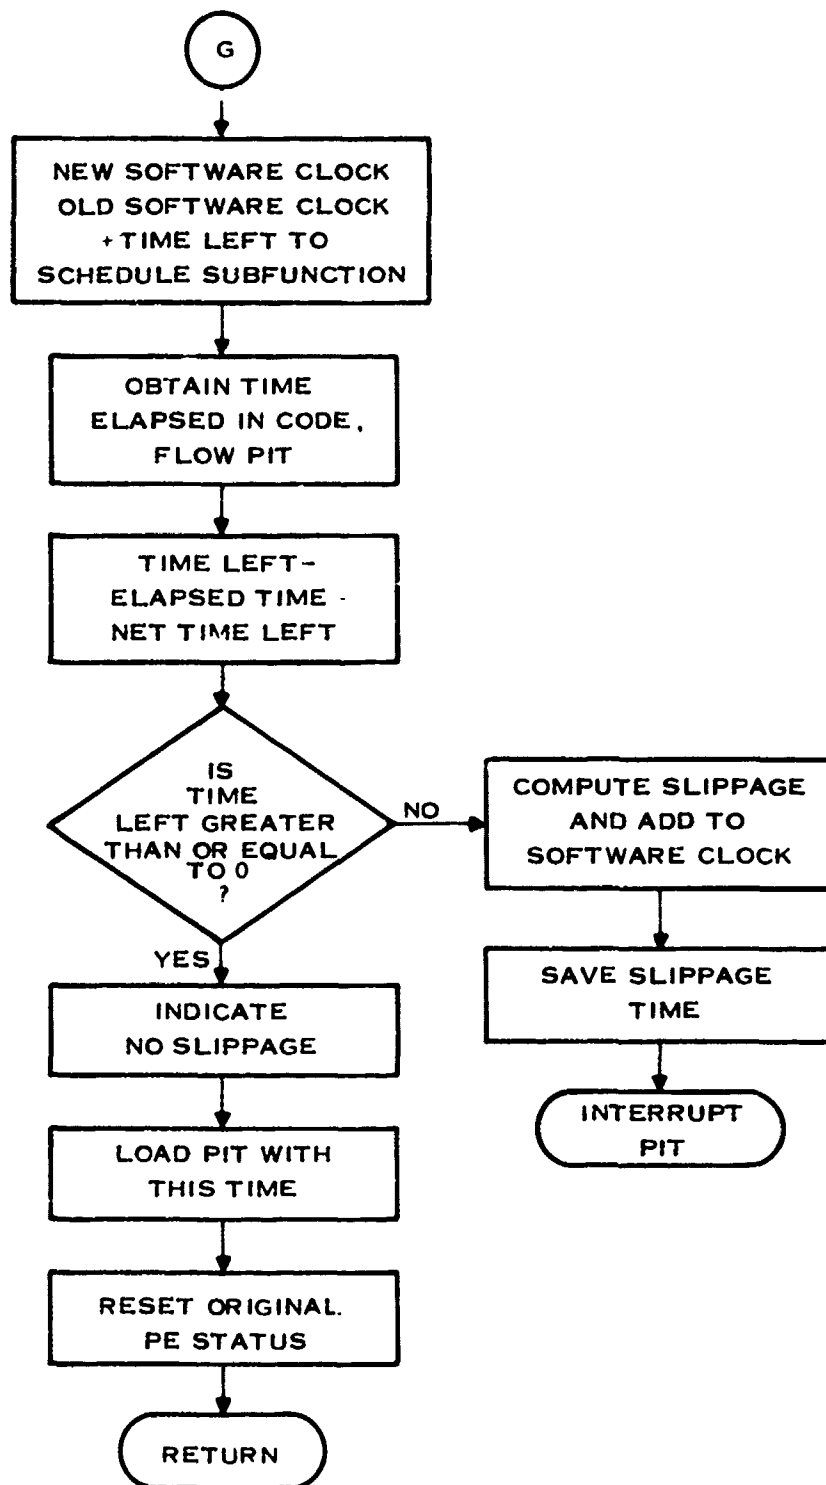 G
NEW SOFTWARE CLOCK
OLD SOFTWARE CLOCK
+ TIME LEFT TO
SCHEDULE SUBFUNCTION
OBTAIN TIME
ELAPSED IN CODE,
FLOW PIT
TIME LEFT-
ELAPSED TIME -
NET TIME LEFT
IS
TIME
LEFT GREATER
THAN OR EQUAL
TO 0
?
NO
COMPUTE SLIPPAGE
AND ADD TO
SOFTWARE CLOCK
SAVE SLIPPAGE
TIME
INTERRUPT
PIT
YES
INDICATE
NO SLIPPAGE
LOAD PIT WITH
THIS TIME
RESET ORIGINAL.
PE STATUS
RETURN